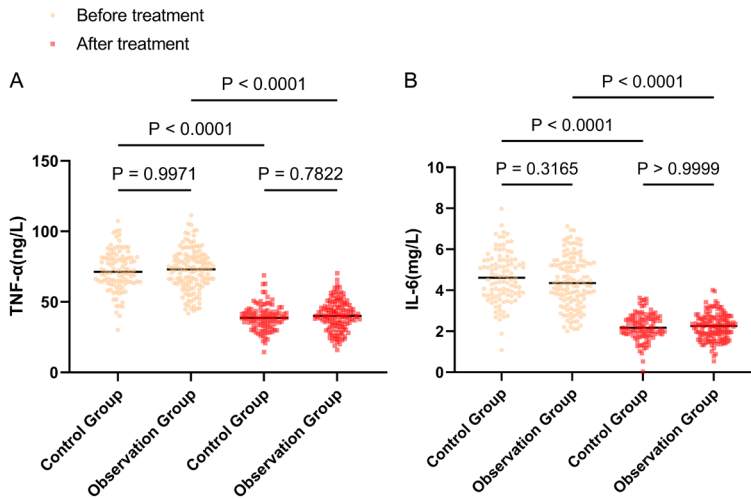 Before treatment
After treatment
A
P < 0.0001
P < 0.0001
P = 0.9971
P = 0.7822
TNF-α(ng/L)
150
100
50
0
Control Group
Observation Group
Control Group
Observation Group
B
P < 0.0001
P < 0.0001
P = 0.3165
P > 0.9999
IL-6(mg/L)
10
8
6
4
2
0
Control Group
Observation Group
Control Group
Observation Group